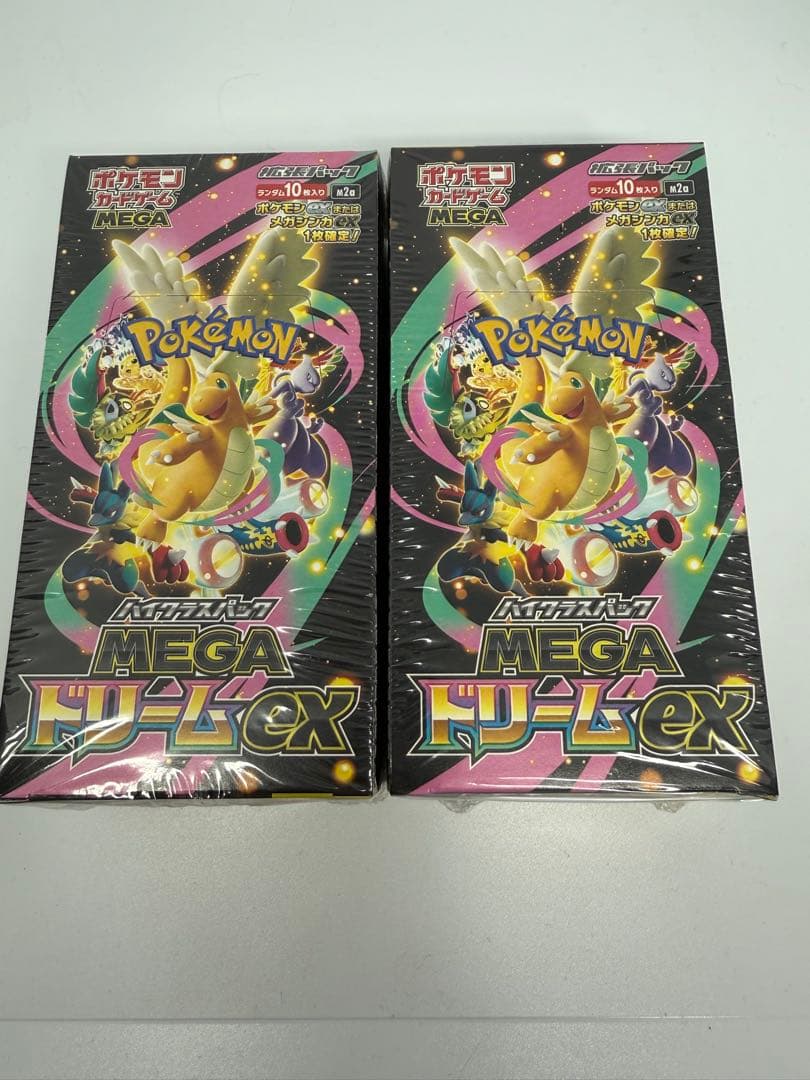 ポケモン
カードゲーム
MEGA
拡張パック
ランダム10枚入り M2a
ポケモンexまたは
メガシンカex
1枚確定!
POKéMON
ハイクラスパック
MEGA
ドリームex
ポケモン
カードゲーム
MEGA
拡張パック
ランダム10枚入り M2a
ポケモンexまたは
メガシンカex
1枚確定!
POKéMON
ハイクラスパック
MEGA
ドリームex